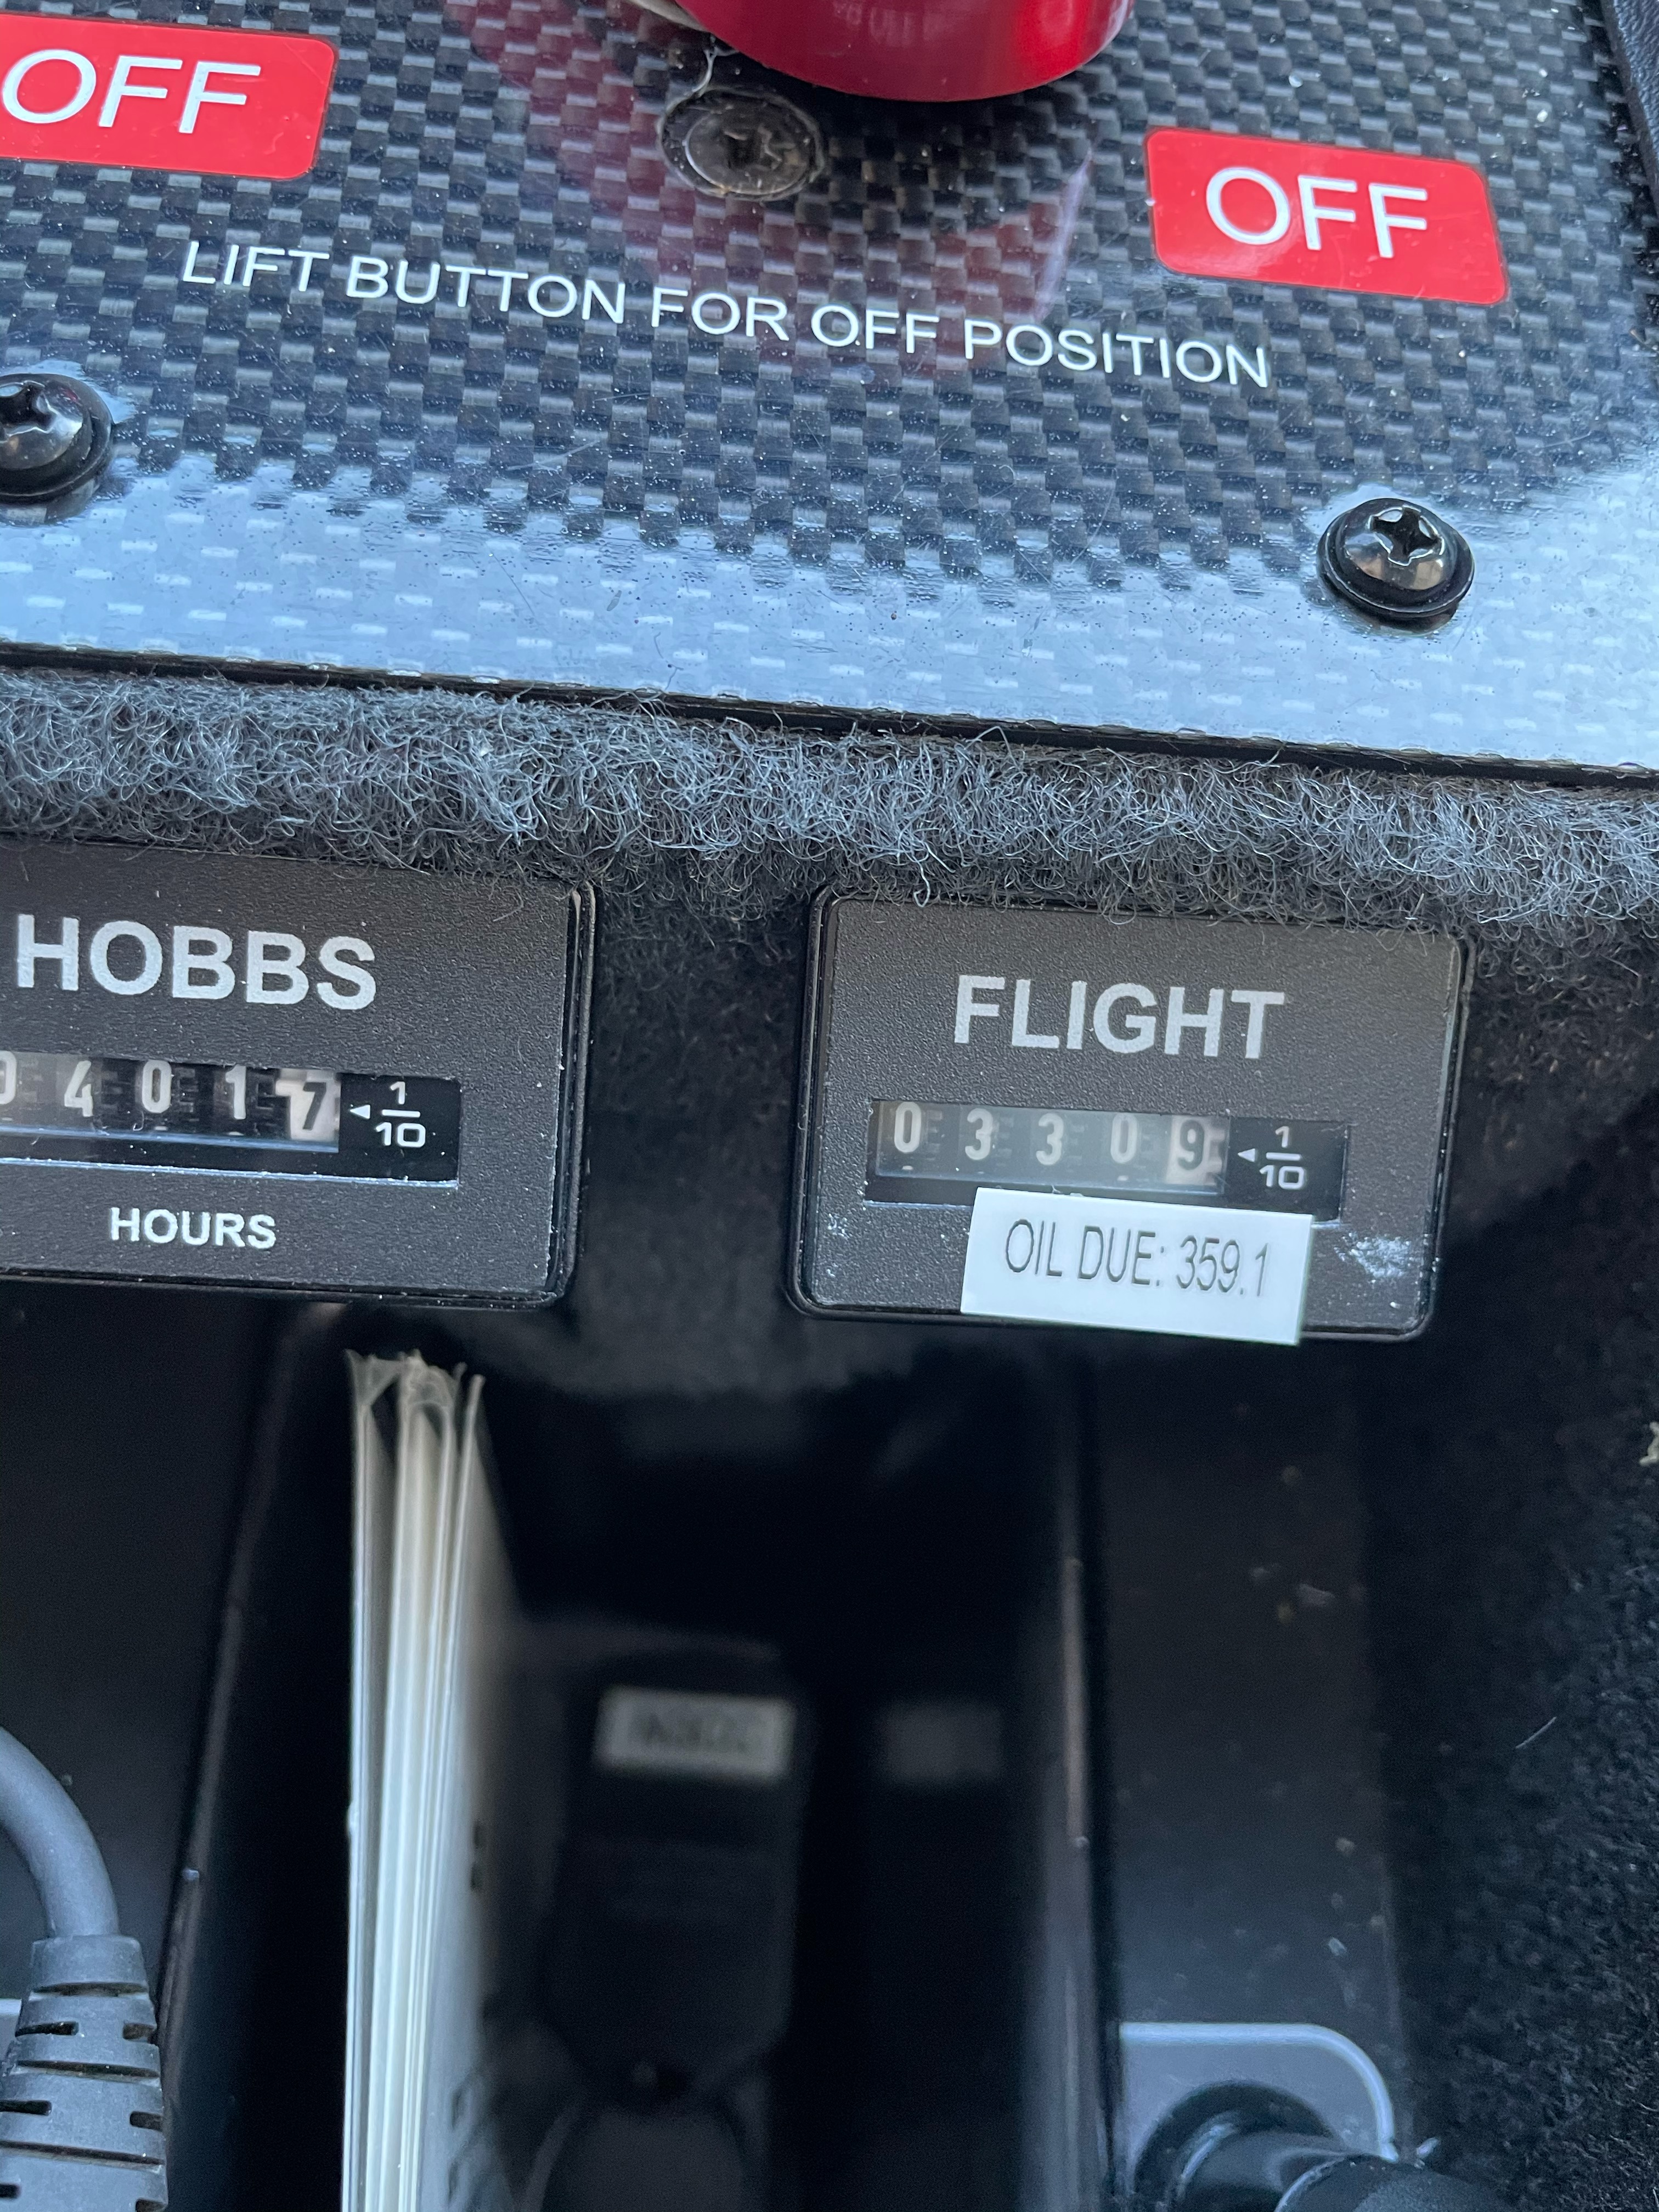 OFF
OFF
LIFT BUTTON FOR OFF POSITION
HOBBS
0 4 0 1 7 1/10
HOURS
FLIGHT
0 3 3 0 9 1/10
OIL DUE: 359.1